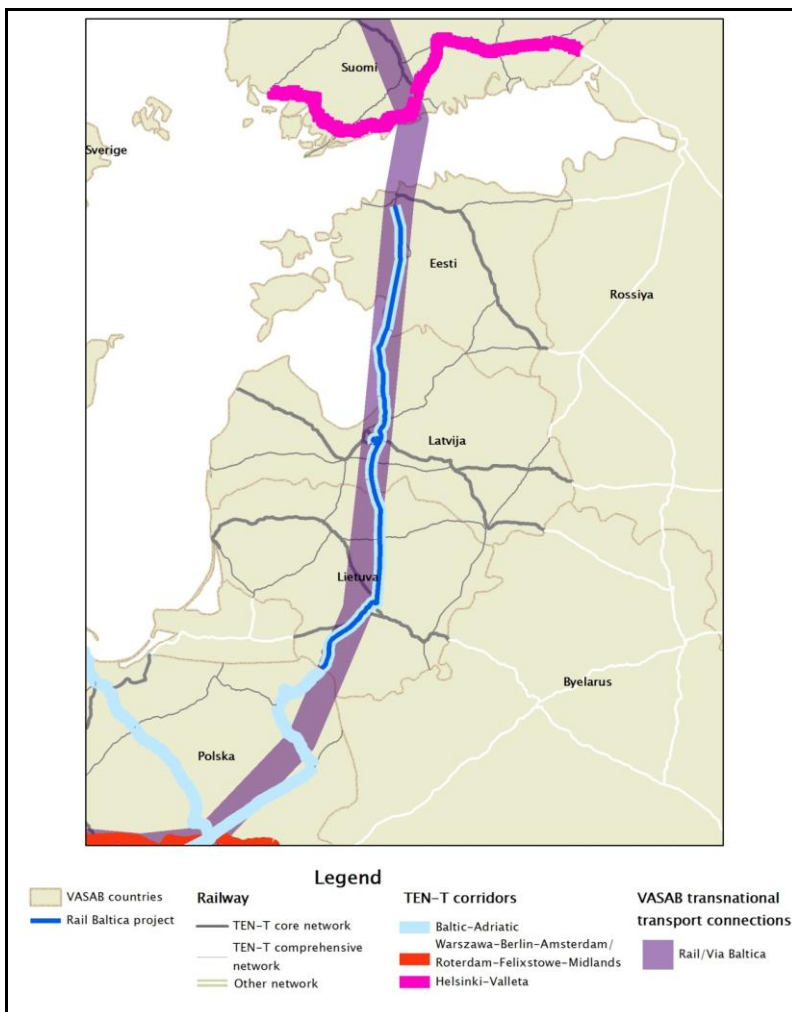 Suomi
Sverige
Eesti
Rossiya
Latvija
Lietuva
Byelarus
Polska
Legend
VASAB countries
Rail Baltica project
Railway
TEN-T core network
TEN-T comprehensive
network
Other network
TEN-T corridors
Baltic-Adriatic
Warszawa-Berlin-Amsterdam/
Roterdam-Felixstowe-Midlands
Helsinki-Valleta
VASAB transnational
transport connections
Rail/Via Baltica